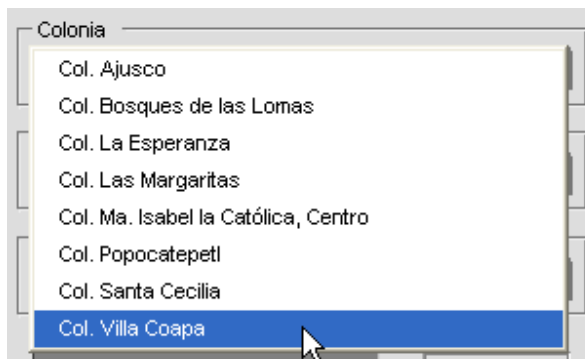 Colonia
Col. Ajusco
Col. Bosques de las Lomas
Col. La Esperanza
Col. Las Margaritas
Col. Ma. Isabel la Católica, Centro
Col. Popocatepetl
Col. Santa Cecilia
Col. Villa Coapa